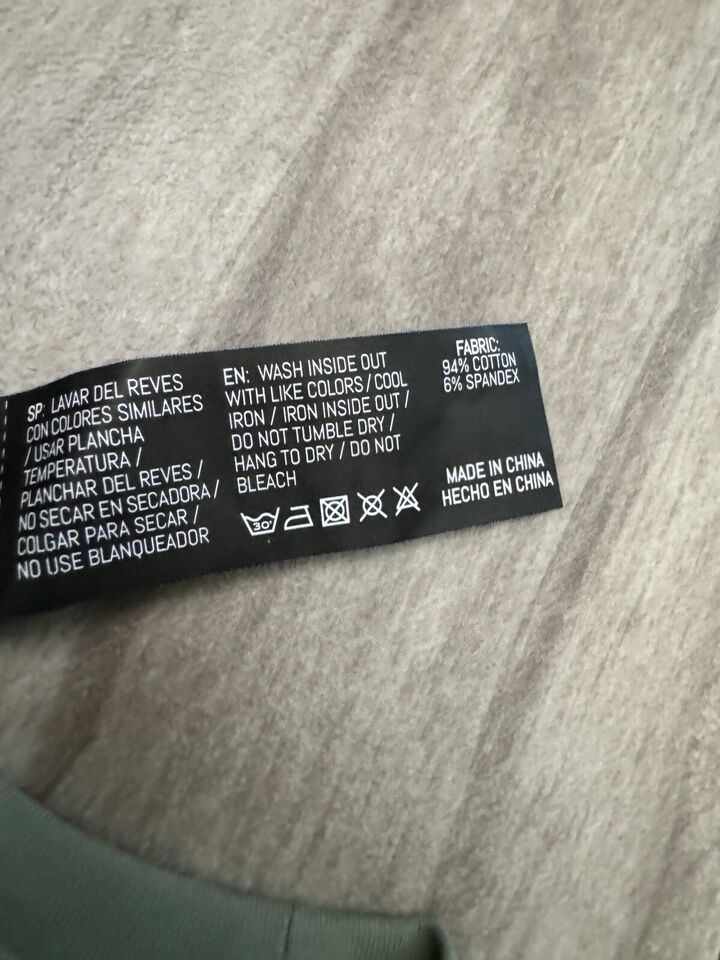 SP: LAVAR DEL REVES
CON COLORES SIMILARES
/ USAR PLANCHA
TEMPERATURA /
PLANCHAR DEL REVES /
NO SECAR EN SECADORA /
COLGAR PARA SECAR /
NO USE BLANQUEADOR
EN: WASH INSIDE OUT
WITH LIKE COLORS / COOL
IRON / IRON INSIDE OUT /
DO NOT TUMBLE DRY /
HANG TO DRY / DO NOT
BLEACH
30°
FABRIC:
94% COTTON
6% SPANDEX
MADE IN CHINA
HECHO EN CHINA